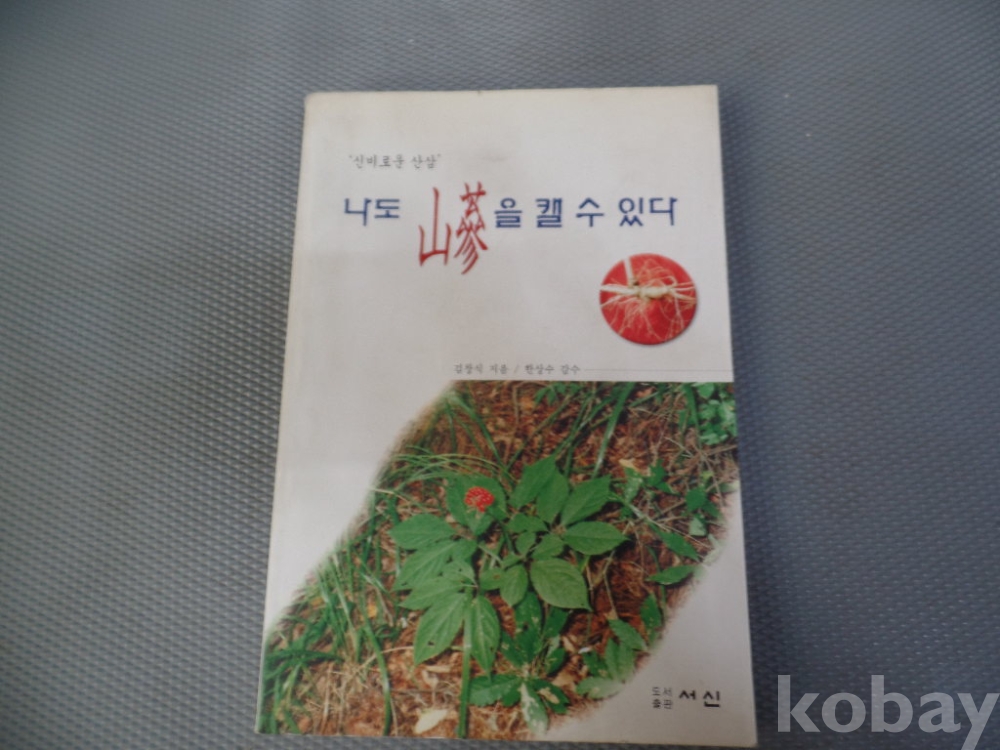 '신비로운 산삼'
나도 山蔘을 캘 수 있다
김창식 지음 / 한상수 감수
도서출판 서신
kobay